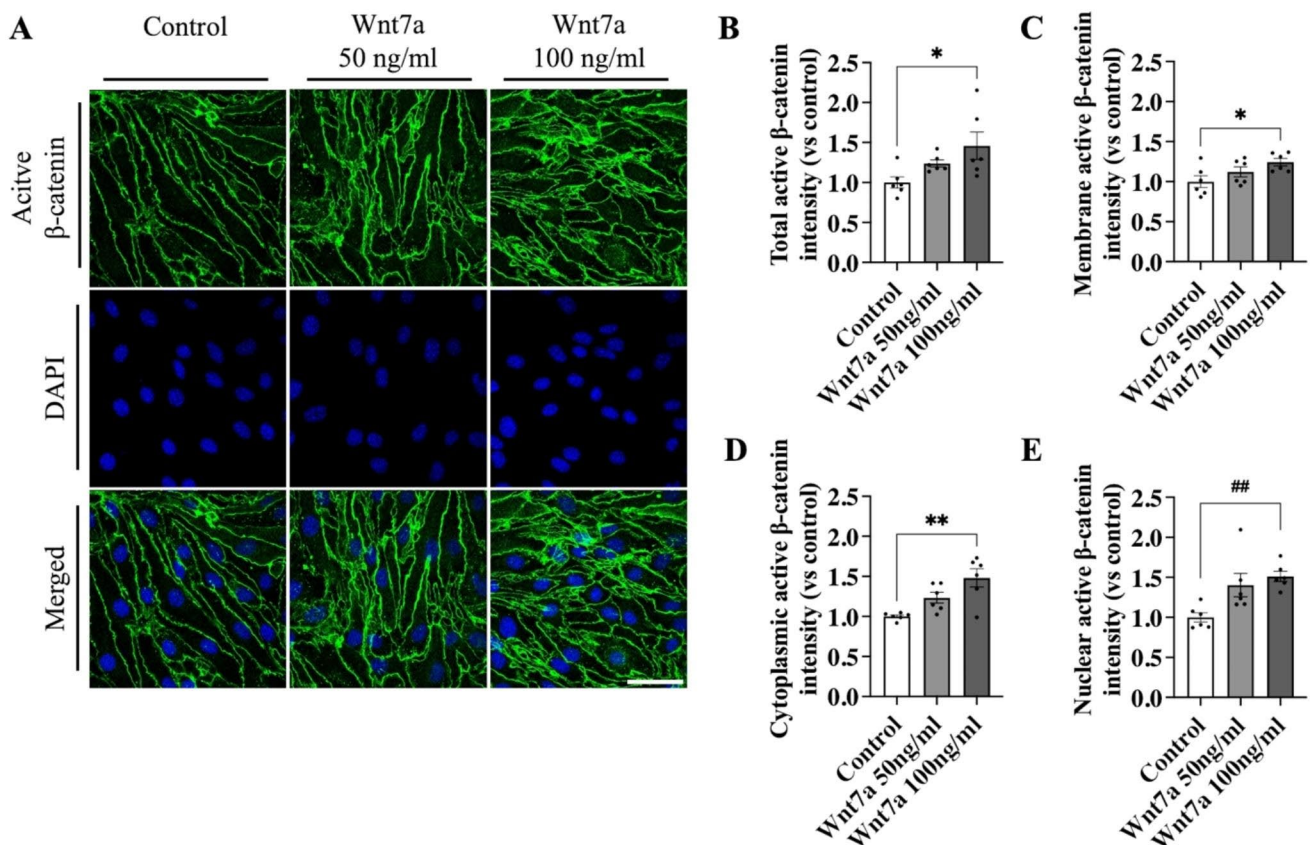 A
Control
Wnt7a
50 ng/ml
Wnt7a
100 ng/ml
Acitve
β-catenin
DAPI
Merged
B
Total active β-catenin
intensity (vs control)
2.5
2.0
1.5
1.0
0.5
0.0
*
Control
Wnt7a 50ng/ml
Wnt7a 100ng/ml
C
Membrane active β-catenin
intensity (vs control)
2.5
2.0
1.5
1.0
0.5
0.0
*
Control
Wnt7a 50ng/ml
Wnt7a 100ng/ml
D
Cytoplasmic active β-catenin
intensity (vs control)
2.5
2.0
1.5
1.0
0.5
0.0
**
Control
Wnt7a 50ng/ml
Wnt7a 100ng/ml
E
Nuclear active β-catenin
intensity (vs control)
2.5
2.0
1.5
1.0
0.5
0.0
##
Control
Wnt7a 50ng/ml
Wnt7a 100ng/ml